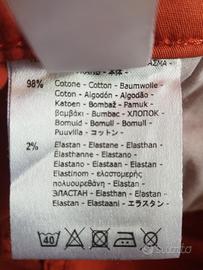 98% Cotone - Cotton - Baumwolle
Coton - Algodón - Algodão
Katoen - Bombaž - Pamuk -
Βαμβάκι - Bumbac - ХЛОПОК
Bomuld - Bomull - Bomull -
Puuvilla - コットン
2% Elastan - Elastane - Elastan -
Elasthanne - Elastano -
Elastano - Elastaan - Elastan -
Elastinom - ελαστομερής
πολυουρεθάνη - Elastan -
ЭЛАСТАН - Elastan - Elastan -
Elastan - Elastaani - エラスタン -
40
Subito